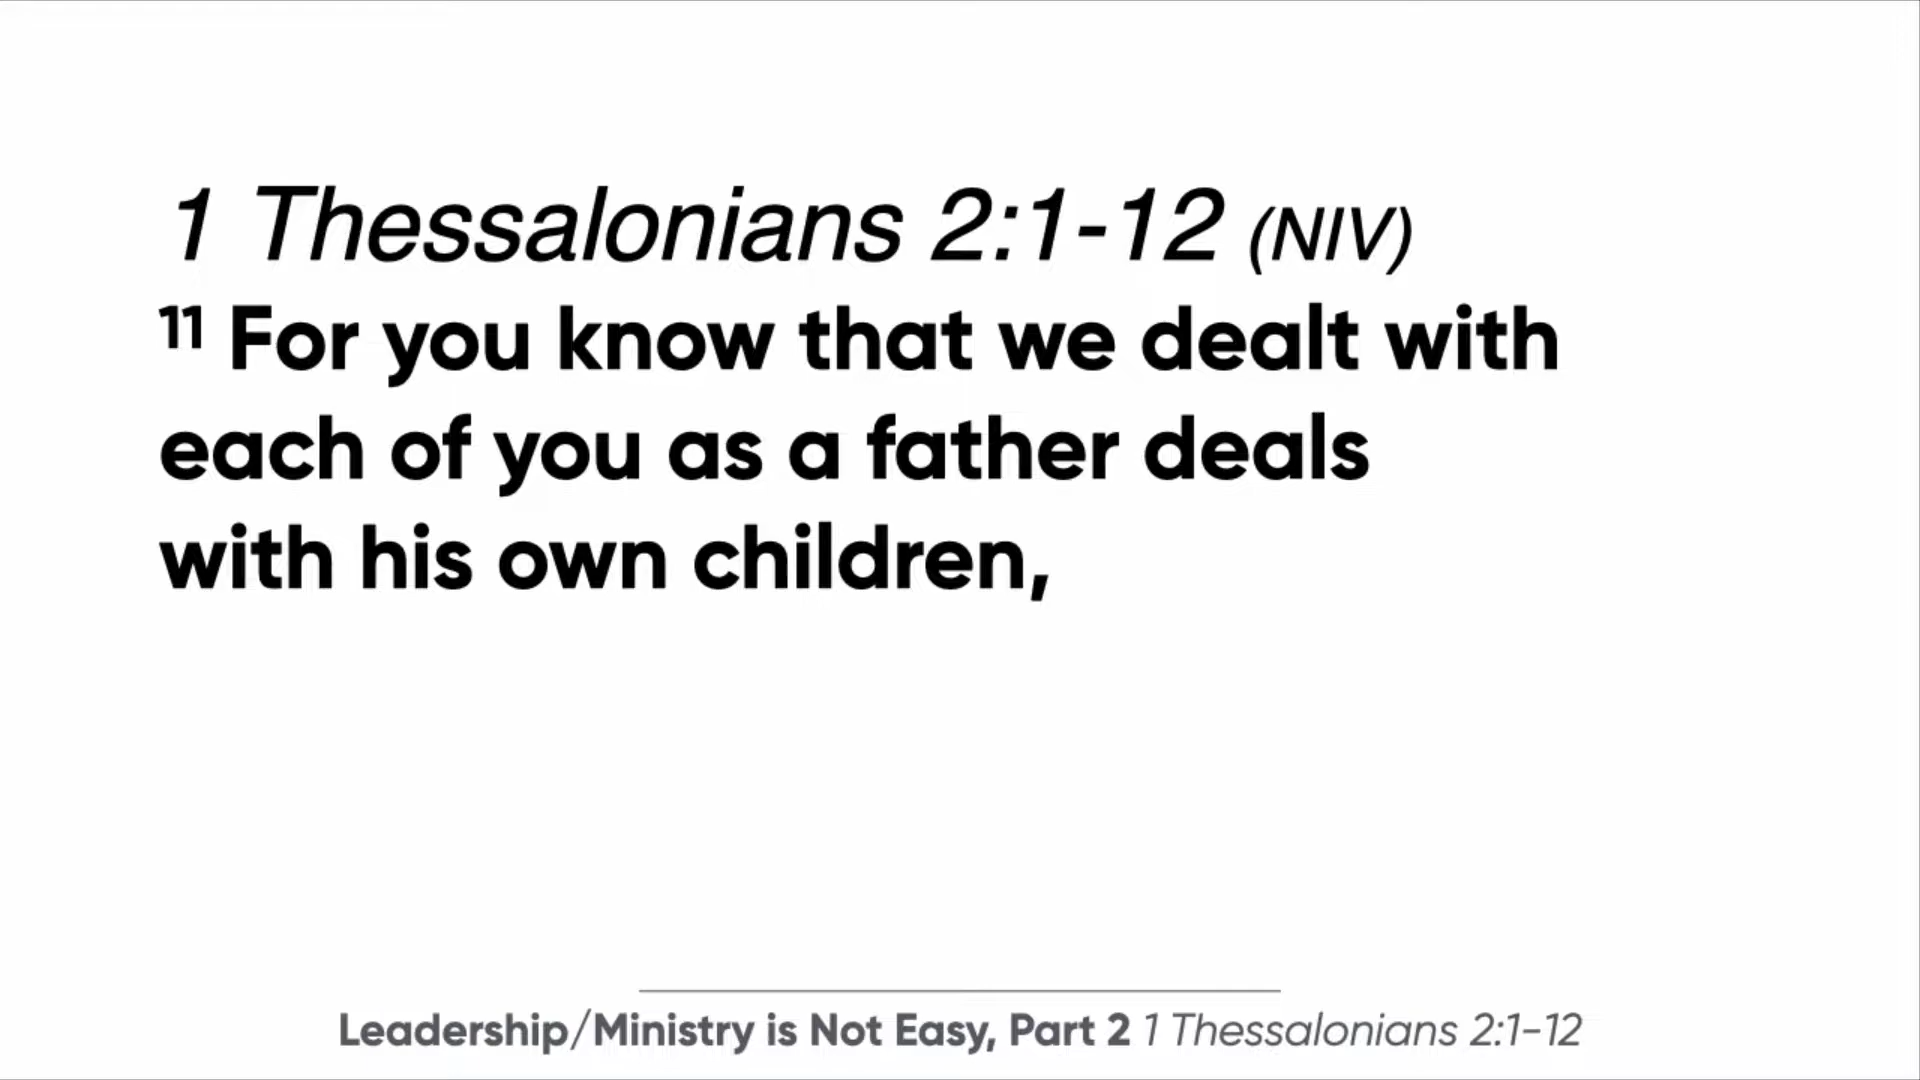 1 Thessalonians 2:1-12 (NIV)
¹¹ For you know that we dealt with
each of you as a father deals
with his own children,
Leadership/Ministry is Not Easy, Part 2 1 Thessalonians 2:1–12